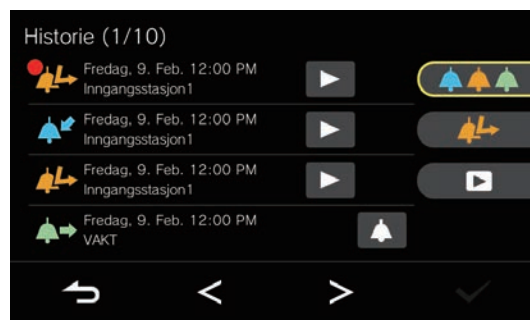 Historie (1/10)
Fredag, 9. Feb. 12:00 PM
Inngangsstasjon1
Fredag, 9. Feb. 12:00 PM
Inngangsstasjon1
Fredag, 9. Feb. 12:00 PM
Inngangsstasjon1
Fredag, 9. Feb. 12:00 PM
VAKT